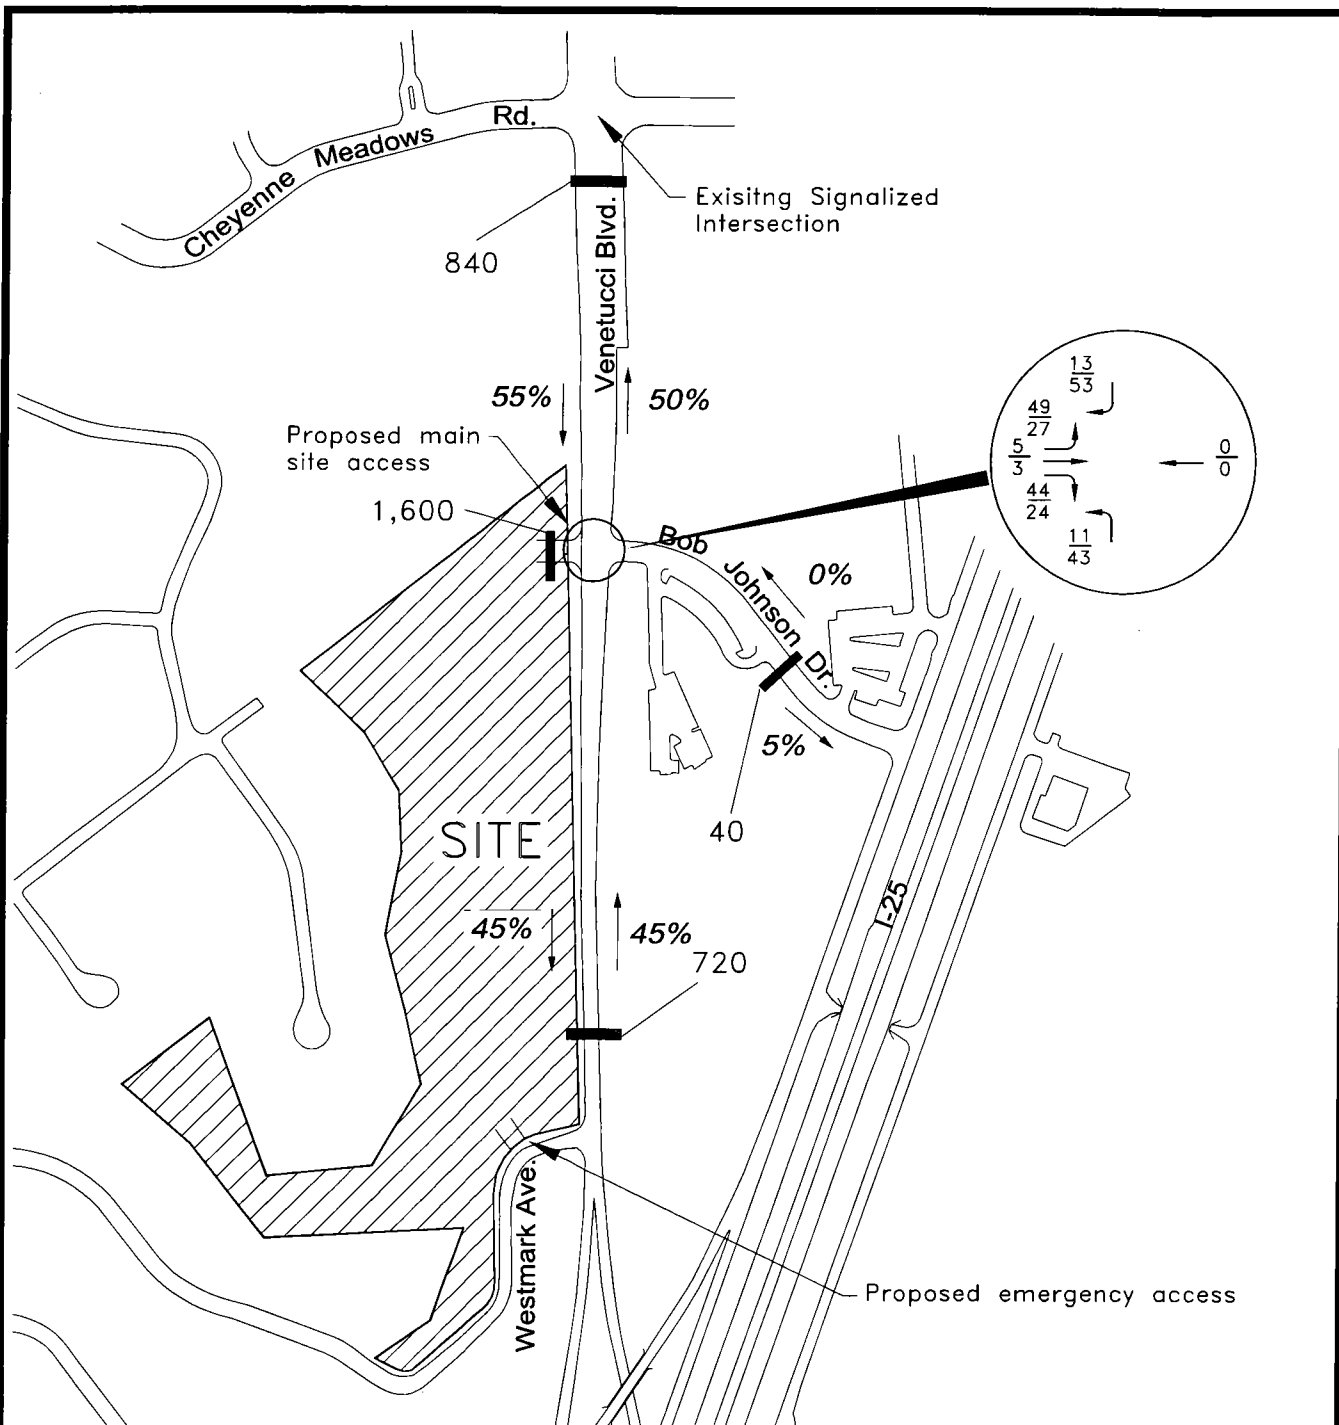 Cheyenne Meadows Rd.
Exisitng Signalized
Intersection
840
Venetucci Blvd.
55%
50%
Proposed main
site access
1,600
13
53
49
27
5
3
44
24
11
43
0
0
Bob Johnson Dr.
0%
5%
40
SITE
I-25
45%
45%
720
Westmark Ave.
Proposed emergency access